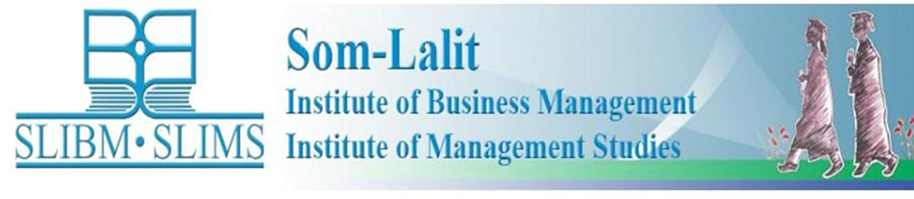 SLIBM • SLIMS
Som-Lalit
Institute of Business Management
Institute of Management Studies